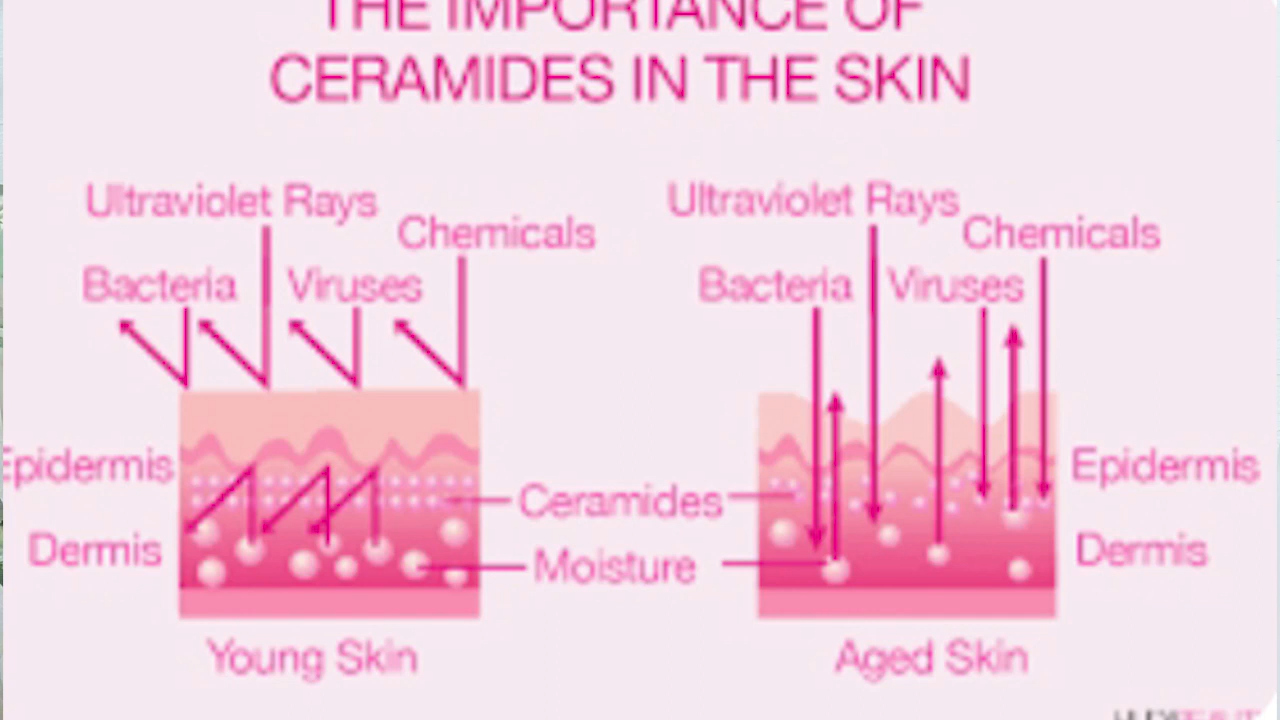 THE IMPORTANCE OF
CERAMIDES IN THE SKIN
Ultraviolet Rays
Chemicals
Bacteria
Viruses
Epidermis
Dermis
Young Skin
Ceramides
Moisture
Ultraviolet Rays
Chemicals
Bacteria
Viruses
Epidermis
Dermis
Aged Skin